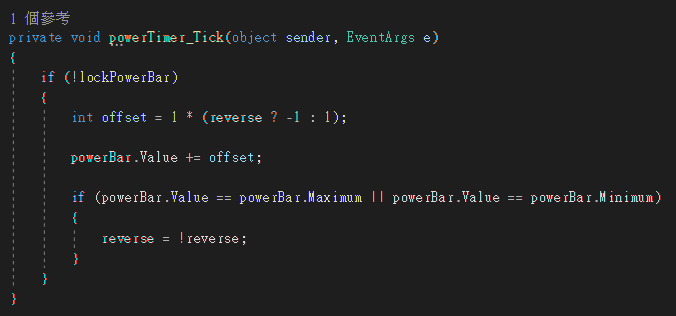 1 個參考
private void powerTimer_Tick(object sender, EventArgs e)
{
if (!lockPowerBar)
{
int offset = 1 * (reverse ? -1 : 1);
powerBar.Value += offset;
if (powerBar.Value == powerBar.Maximum || powerBar.Value == powerBar.Minimum)
{
reverse = !reverse;
}
}
}